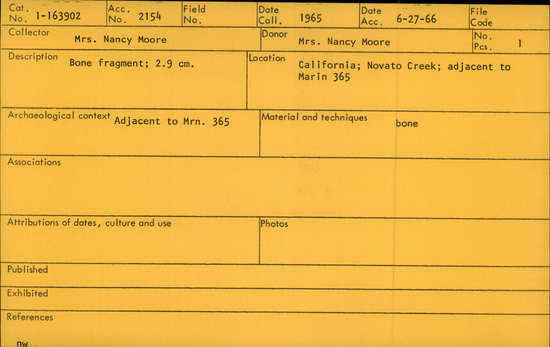 Cat. No. 1-163902 Acc. No. 2154 Field No. Date Coll. 1965 Date Acc. 6-27-66 File Code
Collector Mrs. Nancy Moore Donor Mrs. Nancy Moore No. Pcs. 1
Description Bone fragment; 2.9 cm. Location California; Novato Creek; adjacent to
Marin 365
Archaeological context Adjacent to Mrn. 365 Material and techniques bone
Associations
Attributions of dates, culture and use Photos
Published
Exhibited
References
nw